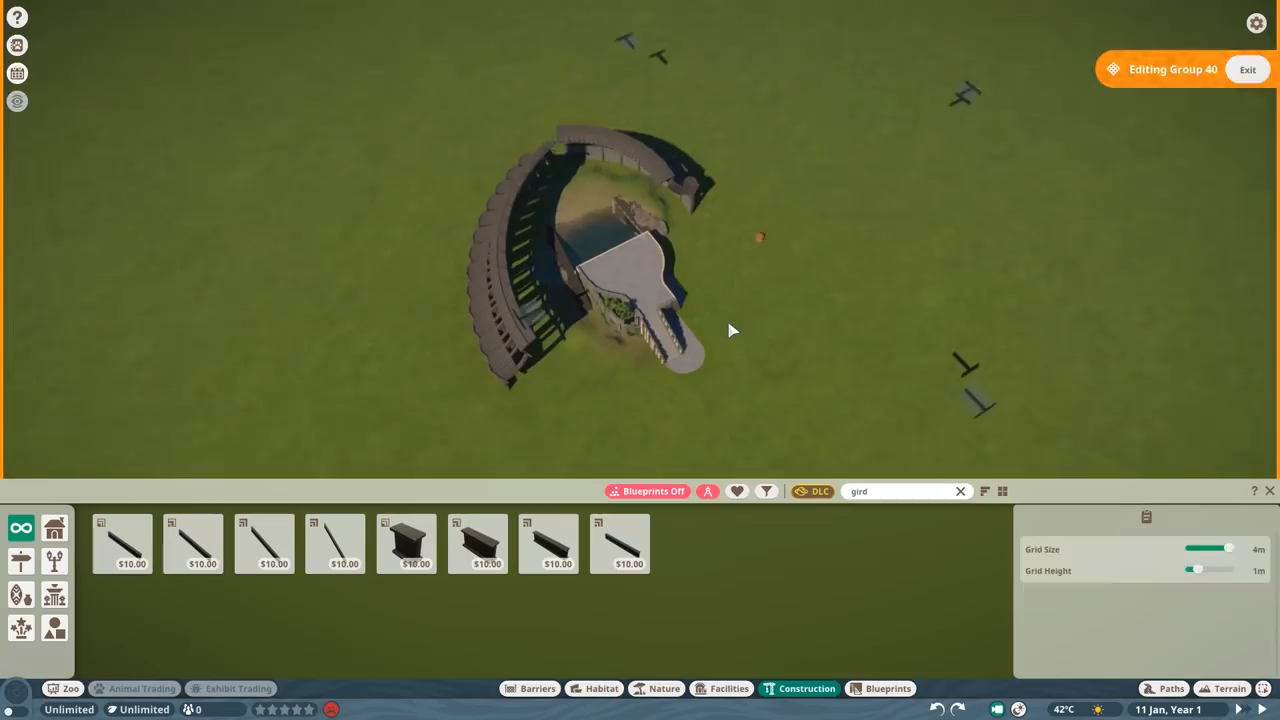 Editing Group 40
Exit
Blueprints Off
DLC
gird
?
$10.00 $10.00 $10.00 $10.00 $10.00 $10.00 $10.00 $10.00
Grid Size 4m
Grid Height 1m
Zoo Animal Trading Exhibit Trading Barriers Habitat Nature Facilities Construction Blueprints Paths Terrain
Unlimited Unlimited 0 42°C 11 Jan, Year 1